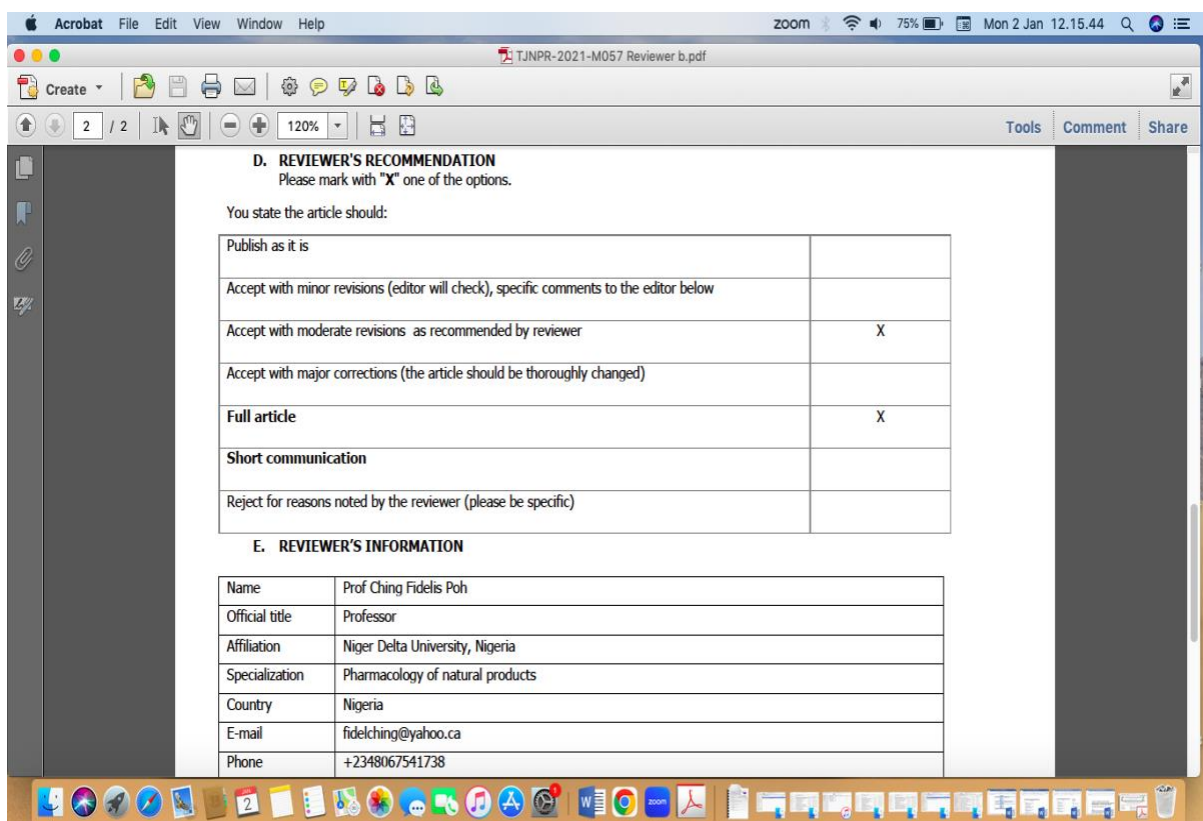 Acrobat File Edit View Window Help zoom 75% Mon 2 Jan 12.15.44
TJNPR-2021-M057 Reviewer b.pdf
Create
2 / 2 120% Tools Comment Share
D. REVIEWER'S RECOMMENDATION
Please mark with "X" one of the options.
You state the article should:
Publish as it is
Accept with minor revisions (editor will check), specific comments to the editor below
Accept with moderate revisions as recommended by reviewer X
Accept with major corrections (the article should be thoroughly changed)
Full article X
Short communication
Reject for reasons noted by the reviewer (please be specific)
E. REVIEWER'S INFORMATION
Name Prof Ching Fidelis Poh
Official title Professor
Affiliation Niger Delta University, Nigeria
Specialization Pharmacology of natural products
Country Nigeria
E-mail fidelching@yahoo.ca
Phone +2348067541738
JAN
2
zoom